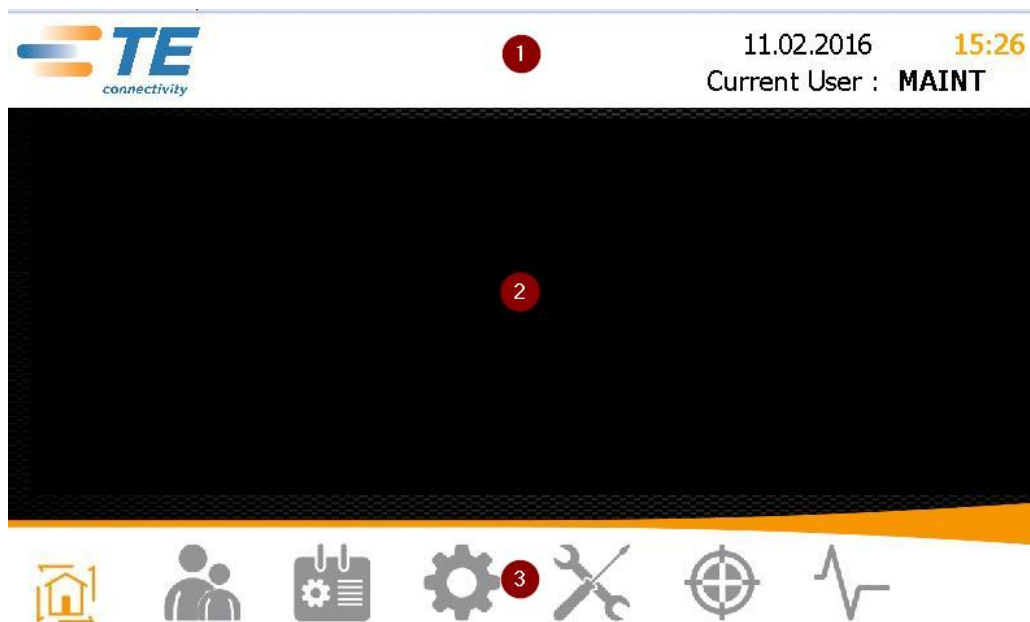 TE
connectivity
1
11.02.2016 15:26
Current User : MAINT
2
3